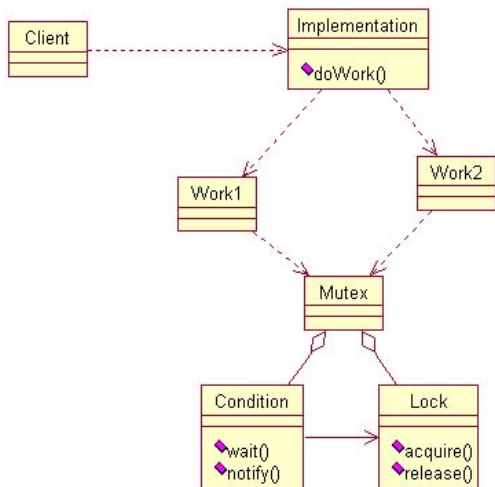 Client
Implementation
doWork()
Work1
Work2
Mutex
Condition
wait()
notify()
Lock
acquire()
release()